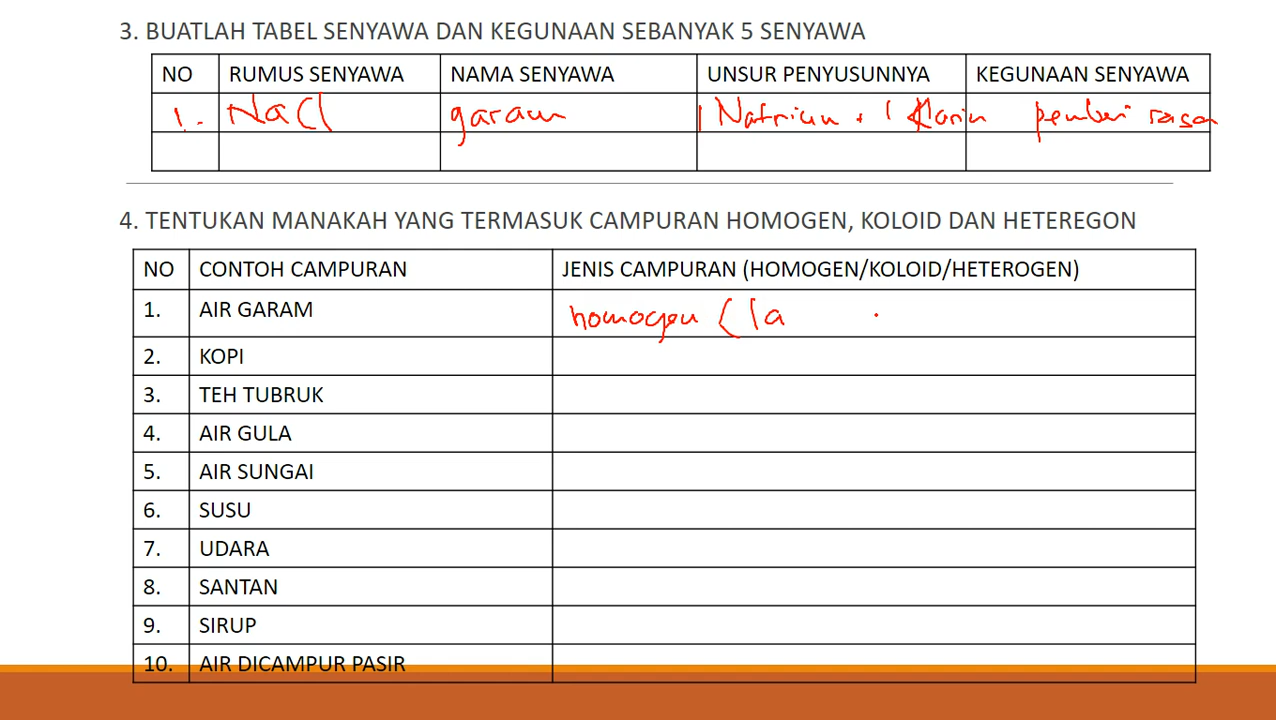 3. BUATLAH TABEL SENYAWA DAN KEGUNAAN SEBANYAK 5 SENYAWA
NO RUMUS SENYAWA NAMA SENYAWA UNSUR PENYUSUNNYA KEGUNAAN SENYAWA
1. NaCl garam 1 Natrium + 1 Klorin pemberi rasa
4. TENTUKAN MANAKAH YANG TERMASUK CAMPURAN HOMOGEN, KOLOID DAN HETEREGON
NO CONTOH CAMPURAN JENIS CAMPURAN (HOMOGEN/KOLOID/HETEROGEN)
1. AIR GARAM homogen (la
2. KOPI
3. TEH TUBRUK
4. AIR GULA
5. AIR SUNGAI
6. SUSU
7. UDARA
8. SANTAN
9. SIRUP
10. AIR DICAMPUR PASIR